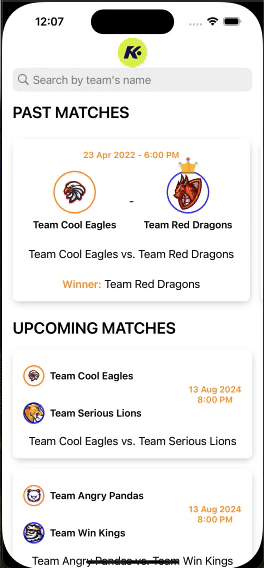 12:07
K
Search by team's name
PAST MATCHES
23 Apr 2022 - 6:00 PM
-
Team Cool Eagles
Team Red Dragons
Team Cool Eagles vs. Team Red Dragons
Winner: Team Red Dragons
UPCOMING MATCHES
Team Cool Eagles
13 Aug 2024
8:00 PM
Team Serious Lions
Team Cool Eagles vs. Team Serious Lions
Team Angry Pandas
13 Aug 2024
8:00 PM
Team Win Kings
Team Angry Pandas vs. Team Win Kings